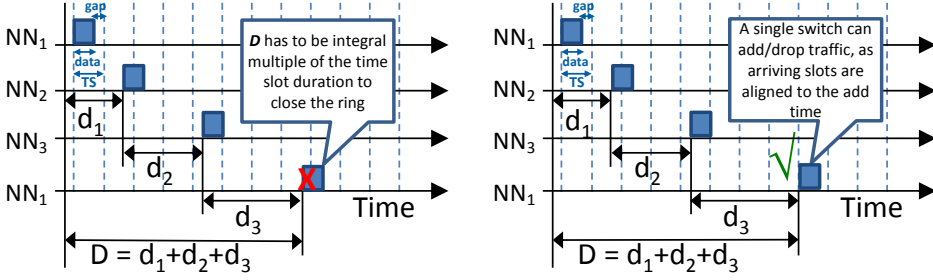 gap
NN1
data
TS
NN2
d1
NN3
d2
NN1
d3
Time
D = d1+d2+d3
D has to be integral
multiple of the time
slot duration to
close the ring
X
gap
NN1
data
TS
NN2
d1
NN3
d2
NN1
d3
Time
D = d1+d2+d3
A single switch can
add/drop traffic, as
arriving slots are
aligned to the add
time